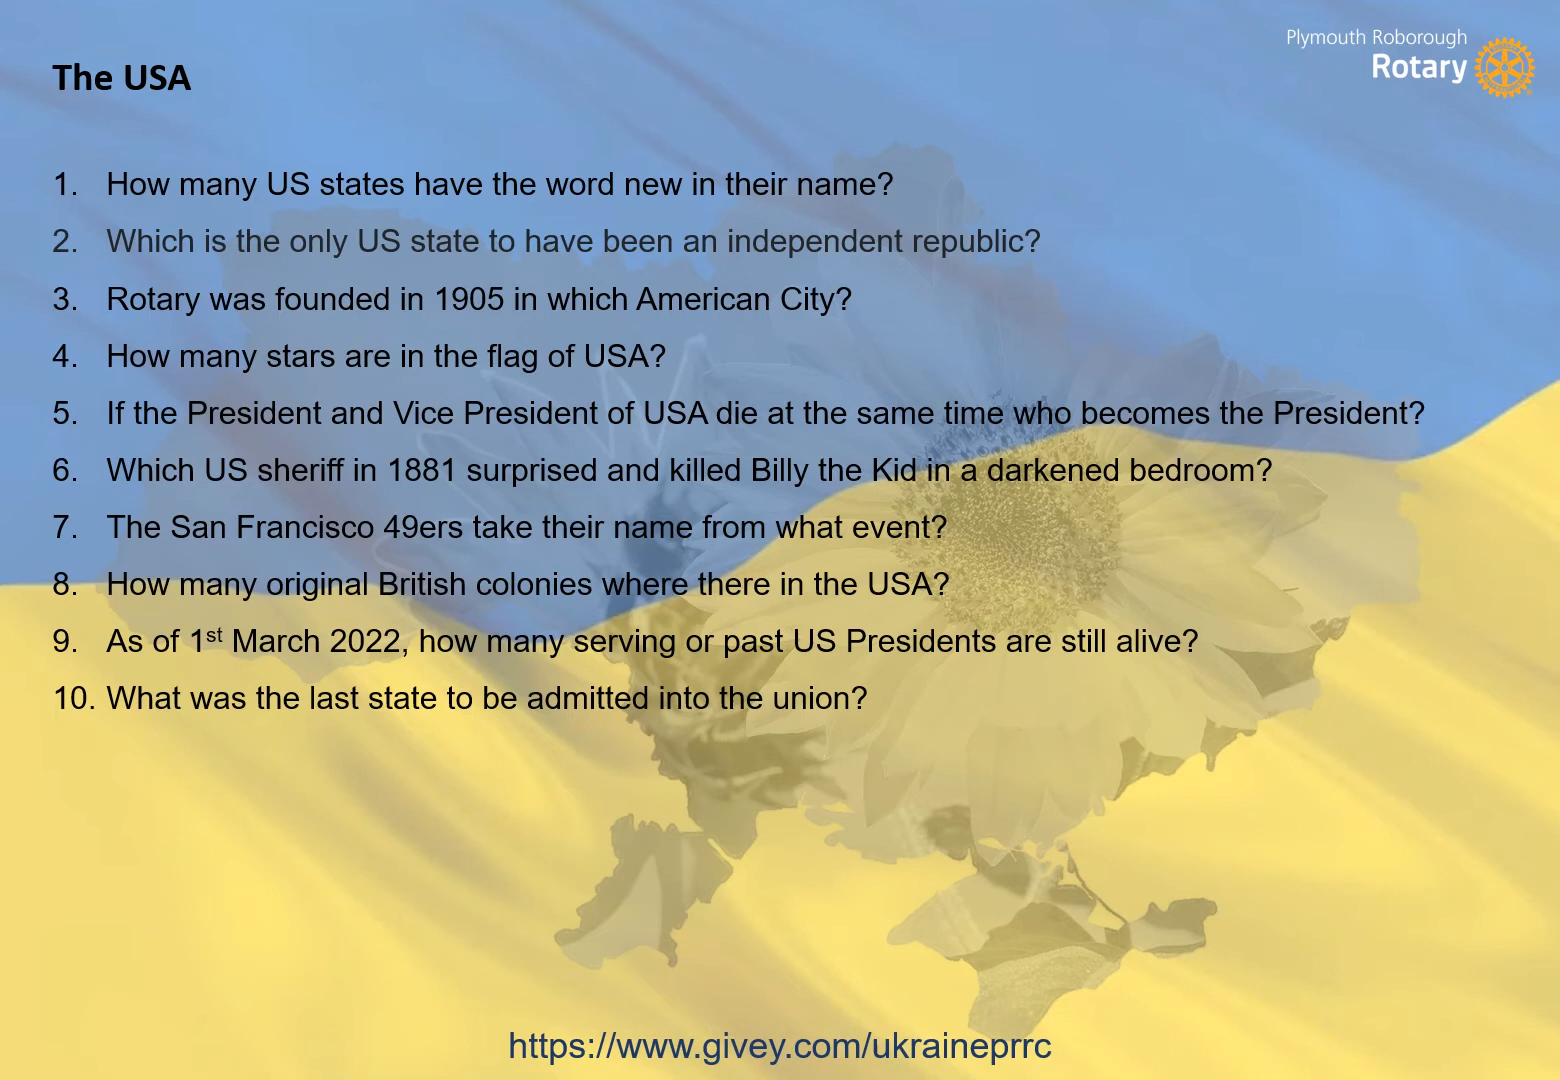 Plymouth Roborough
Rotary
The USA
1. How many US states have the word new in their name?
2. Which is the only US state to have been an independent republic?
3. Rotary was founded in 1905 in which American City?
4. How many stars are in the flag of USA?
5. If the President and Vice President of USA die at the same time who becomes the President?
6. Which US sheriff in 1881 surprised and killed Billy the Kid in a darkened bedroom?
7. The San Francisco 49ers take their name from what event?
8. How many original British colonies where there in the USA?
9. As of 1st March 2022, how many serving or past US Presidents are still alive?
10. What was the last state to be admitted into the union?
https://www.givey.com/ukraineprrc